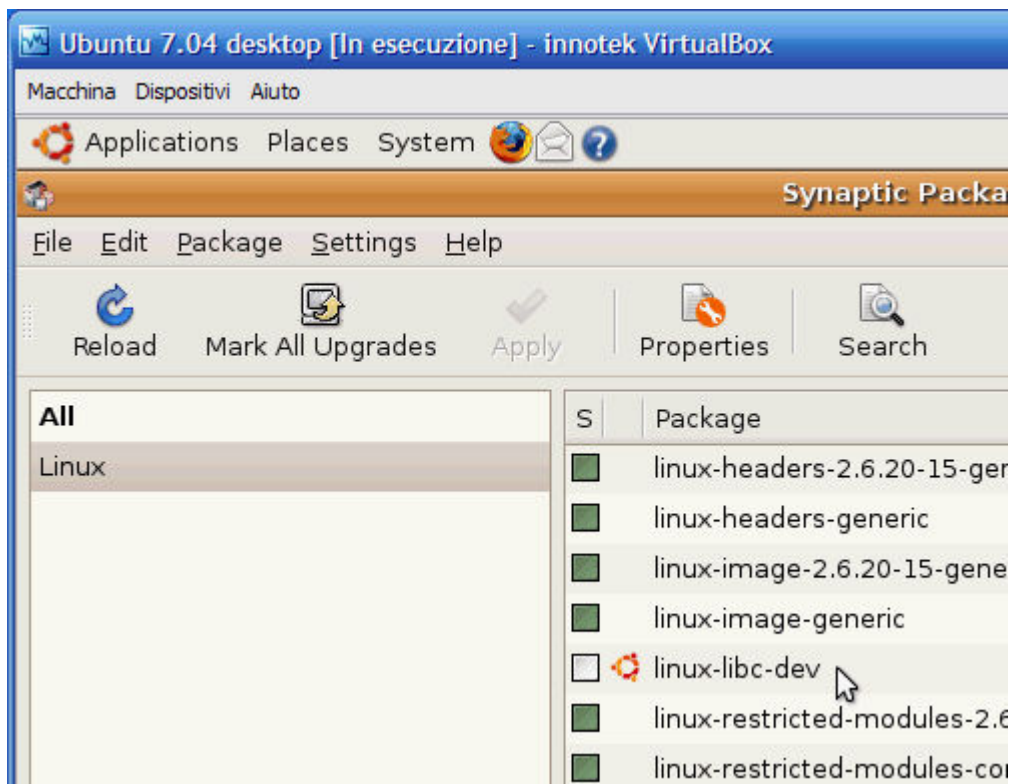 Ubuntu 7.04 desktop [In esecuzione] - innotek VirtualBox
Macchina Dispositivi Aiuto
Applications Places System
Synaptic Packa
File Edit Package Settings Help
Reload Mark All Upgrades Apply Properties Search
All
S Package
Linux
linux-headers-2.6.20-15-gen
linux-headers-generic
linux-image-2.6.20-15-gene
linux-image-generic
linux-libc-dev
linux-restricted-modules-2.6
linux-restricted-modules-cor